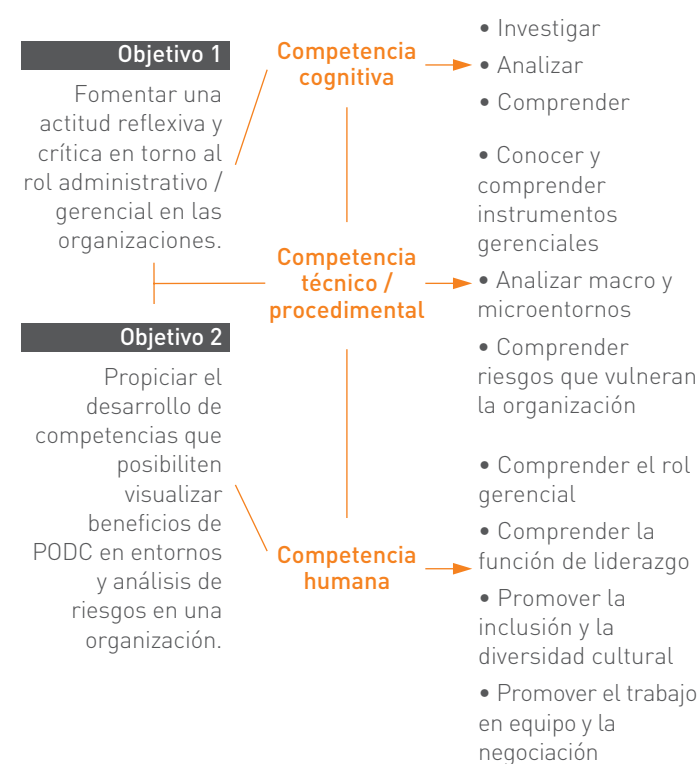 Objetivo 1
Fomentar una
actitud reflexiva y
crítica en torno al
rol administrativo /
gerencial en las
organizaciones.
Objetivo 2
Propiciar el
desarrollo de
competencias que
posibiliten
visualizar
beneficios de
PODC en entornos
y análisis de
riesgos en una
organización.
Competencia
cognitiva
• Investigar
• Analizar
• Comprender
Competencia
técnico /
procedimental
• Conocer y
comprender
instrumentos
gerenciales
• Analizar macro y
microentornos
• Comprender
riesgos que vulneran
la organización
Competencia
humana
• Comprender el rol
gerencial
• Comprender la
función de liderazgo
• Promover la
inclusión y la
diversidad cultural
• Promover el trabajo
en equipo y la
negociación